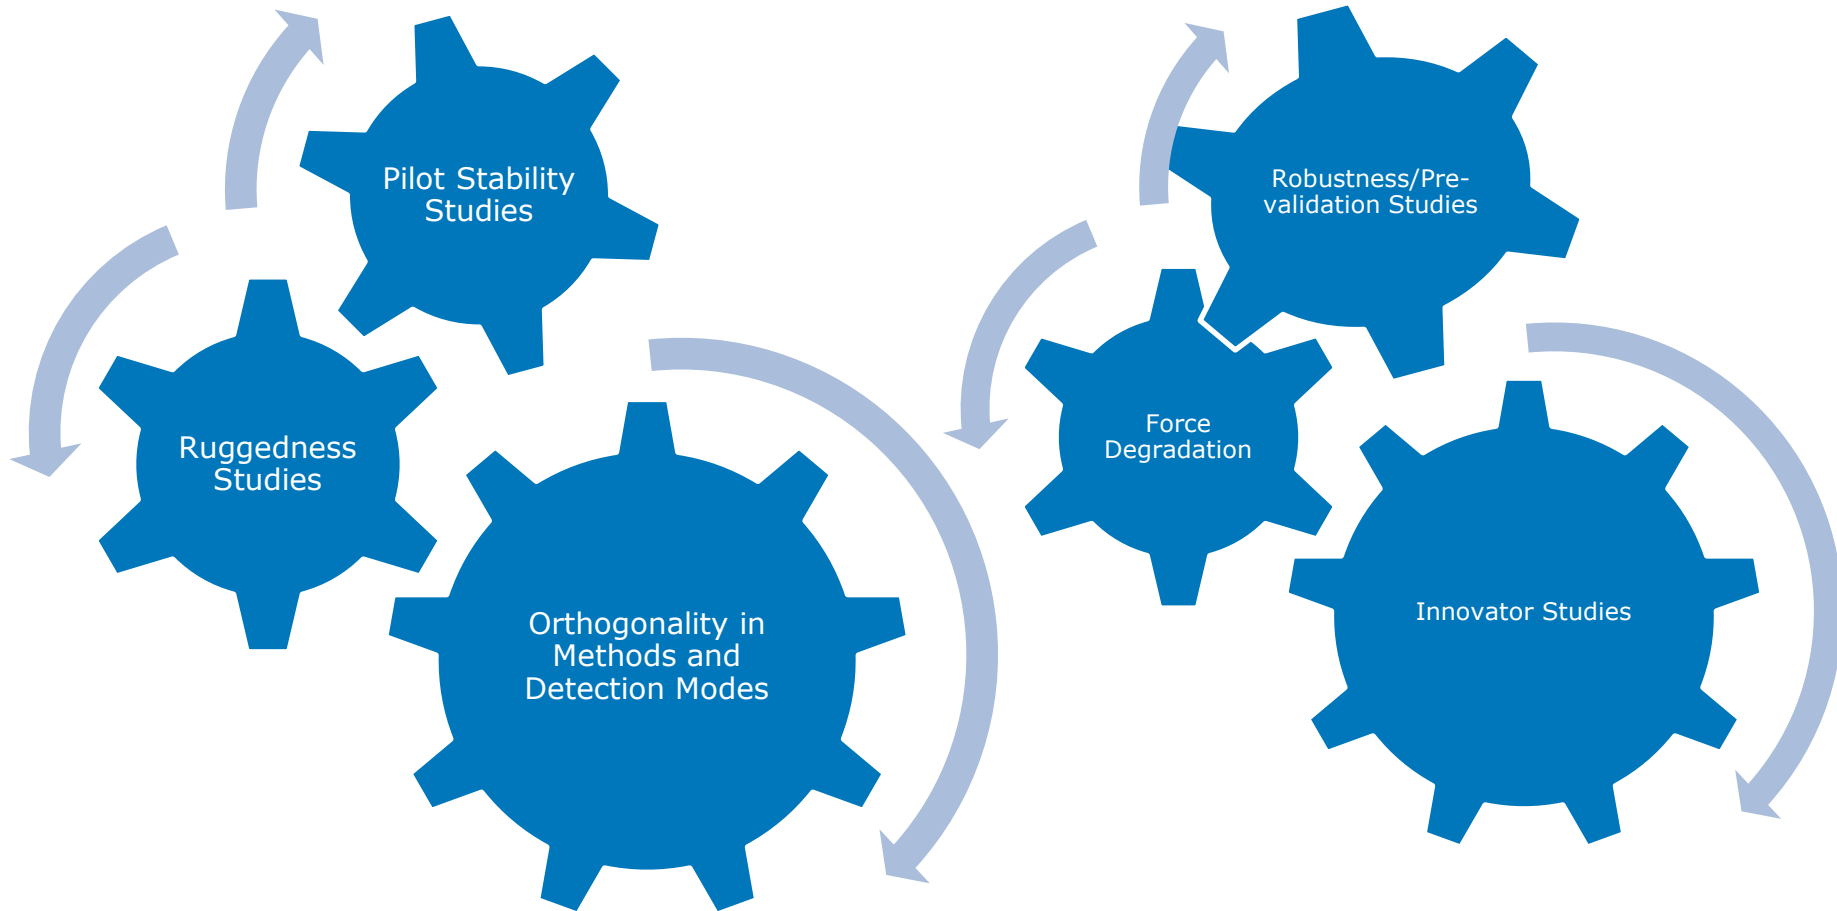 Pilot Stability
Studies
Ruggedness
Studies
Orthogonality in
Methods and
Detection Modes
Robustness/Pre-
validation Studies
Force
Degradation
Innovator Studies